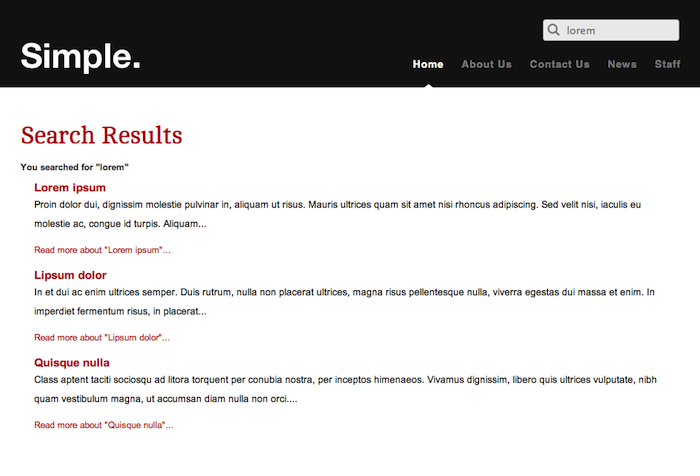 lorem
Simple.
Home About Us Contact Us News Staff
Search Results
You searched for "lorem"
Lorem ipsum
Proin dolor dui, dignissim molestie pulvinar in, aliquam ut risus. Mauris ultrices quam sit amet nisi rhoncus adipiscing. Sed velit nisi, iaculis eu
molestie ac, congue id turpis. Aliquam...
Read more about "Lorem ipsum"...
Lipsum dolor
In et dui ac enim ultrices semper. Duis rutrum, nulla non placerat ultrices, magna risus pellentesque nulla, viverra egestas dui massa et enim. In
imperdiet fermentum risus, in placerat...
Read more about "Lipsum dolor"...
Quisque nulla
Class aptent taciti sociosqu ad litora torquent per conubia nostra, per inceptos himenaeos. Vivamus dignissim, libero quis ultrices vulputate, nibh
quam vestibulum magna, ut accumsan diam nulla non orci....
Read more about "Quisque nulla"...